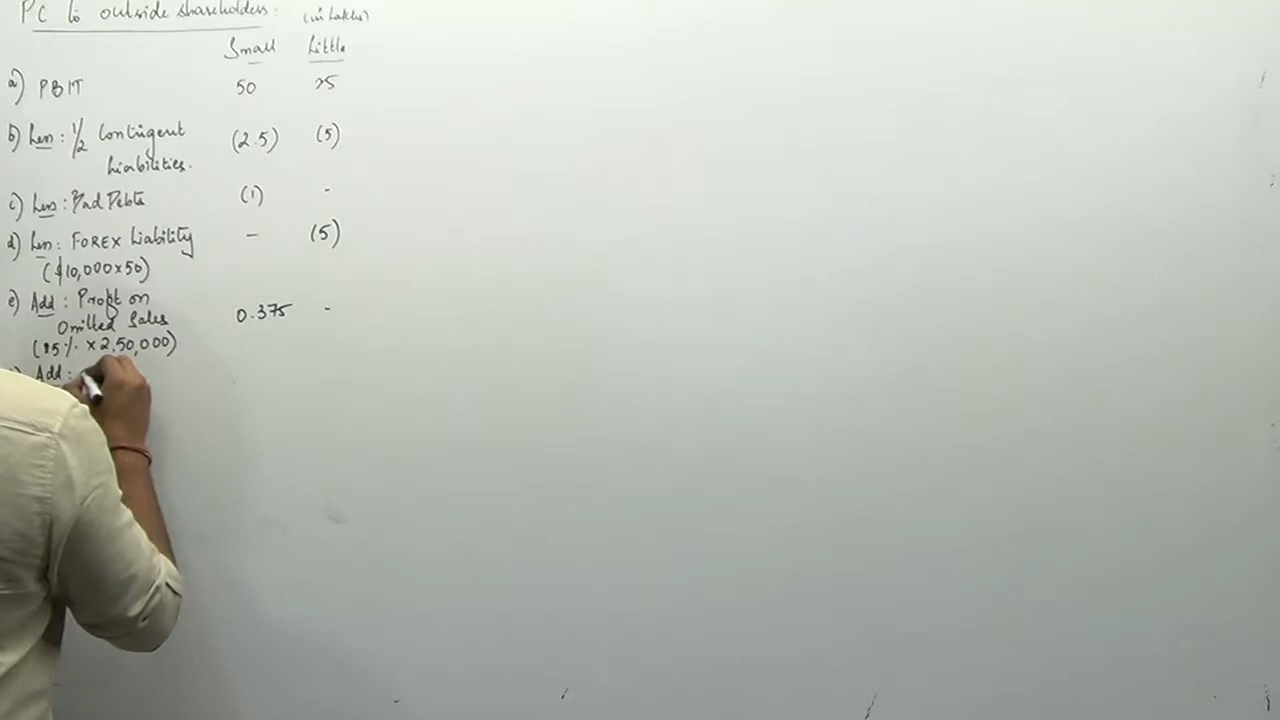 PC to outside shareholders: (in Lakhs)
Small Little
a) PBIT 50 25
b) Less: 1/2 Contingent (2.5) (5)
Liabilities.
c) Less: Bad Debts (1) -
d) Less: FOREX Liability - (5)
($10,000x50)
e) Add: Profit on
Omitted Sales 0.375 -
(15% x 2,50,000)
Add: